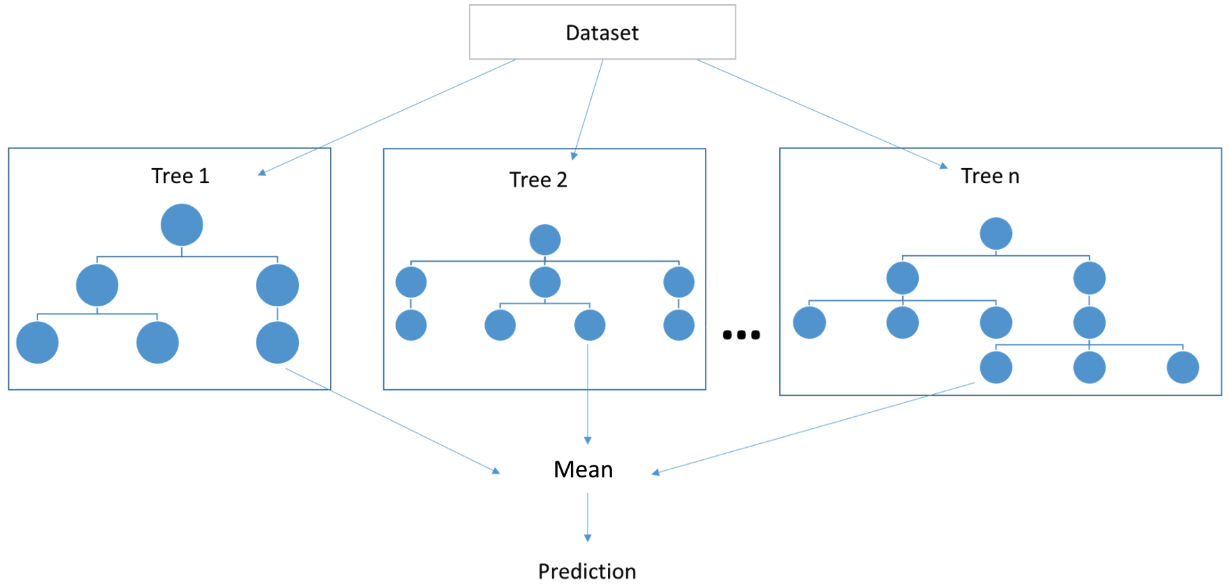 Dataset
Tree 1
Tree 2
Tree n
...
Mean
Prediction